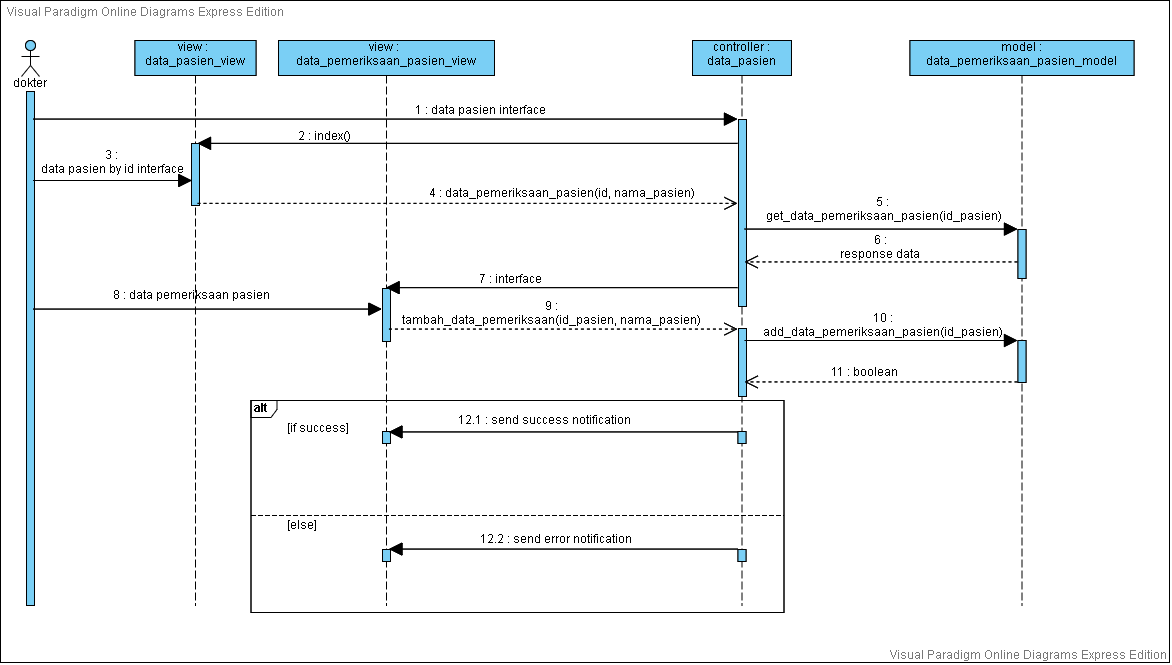 Visual Paradigm Online Diagrams Express Edition
dokter
view :
data_pasien_view
view :
data_pemeriksaan_pasien_view
controller :
data_pasien
model :
data_pemeriksaan_pasien_model
1 : data pasien interface
2 : index()
3 :
data pasien by id interface
4 : data_pemeriksaan_pasien(id, nama_pasien)
5 :
get_data_pemeriksaan_pasien(id_pasien)
6 :
response data
7 : interface
8 : data pemeriksaan pasien
9 :
tambah_data_pemeriksaan(id_pasien, nama_pasien)
10 :
add_data_pemeriksaan_pasien(id_pasien)
11 : boolean
alt
[if success]
12.1 : send success notification
[else]
12.2 : send error notification
Visual Paradigm Online Diagrams Express Edition